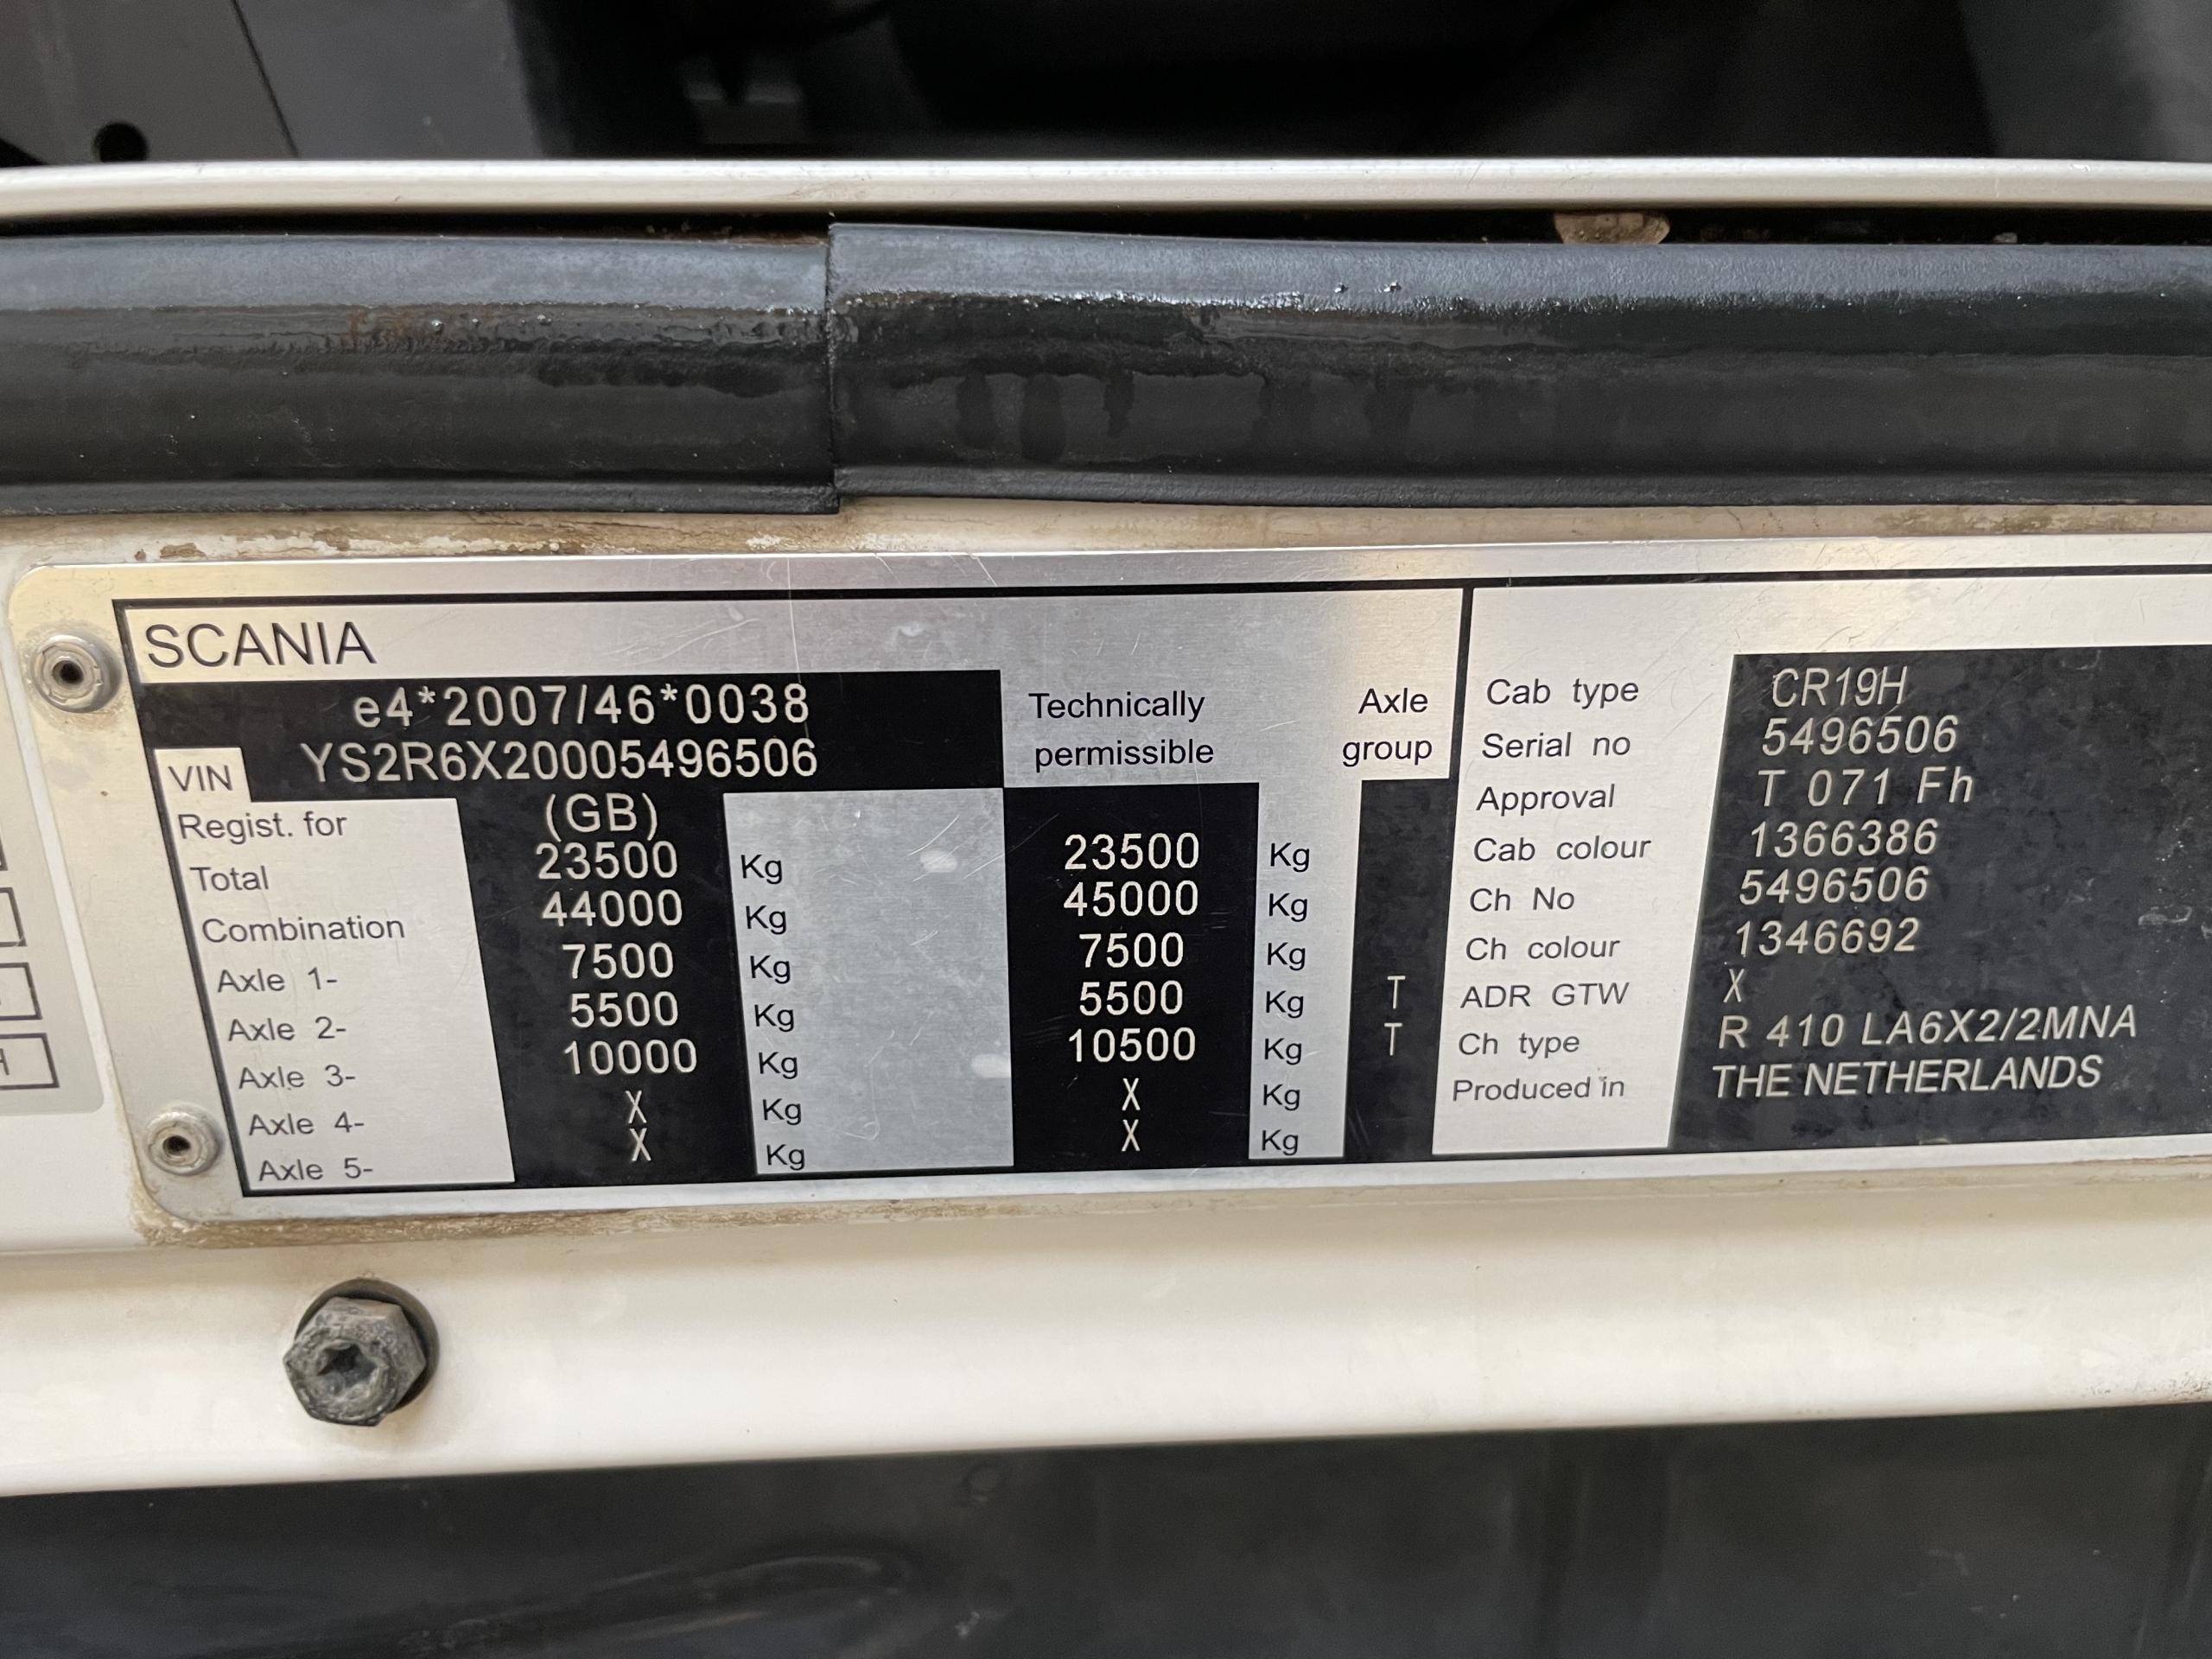 SCANIA
e4*2007/46*0038
VIN YS2R6X20005496506
Technically permissible
Axle group
Regist. for (GB)
Total 23500 Kg 23500 Kg
Combination 44000 Kg 45000 Kg
Axle 1- 7500 Kg 7500 Kg
Axle 2- 5500 Kg 5500 Kg T
Axle 3- 10000 Kg 10500 Kg T
Axle 4- X Kg X Kg
Axle 5- X Kg X Kg
Cab type CR19H
Serial no 5496506
Approval T 071 Fh
Cab colour 1366386
Ch No 5496506
Ch colour 1346692
ADR GTW X
Ch type R 410 LA6X2/2MNA
Produced in THE NETHERLANDS